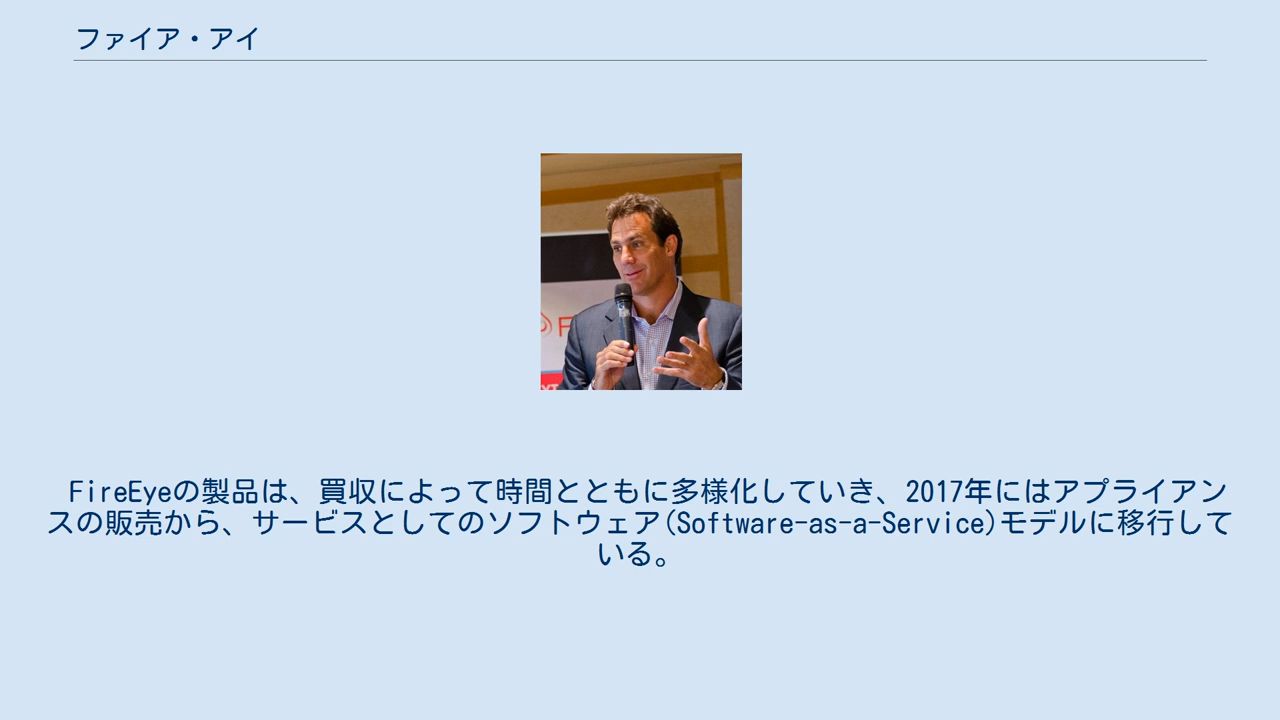 ファイア・アイ
F
FireEyeの製品は、買収によって時間とともに多様化していき、2017年にはアプライアン
スの販売から、サービスとしてのソフトウェア(Software-as-a-Service)モデルに移行して
いる。